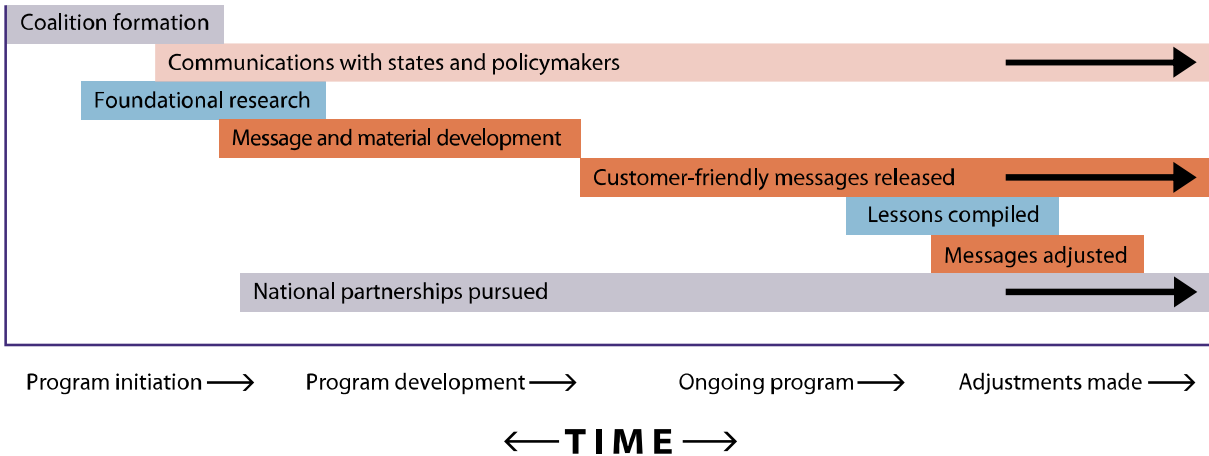 Coalition formation
Communications with states and policymakers
Foundational research
Message and material development
Customer-friendly messages released
Lessons compiled
Messages adjusted
National partnerships pursued
Program initiation
Program development
Ongoing program
Adjustments made
TIME